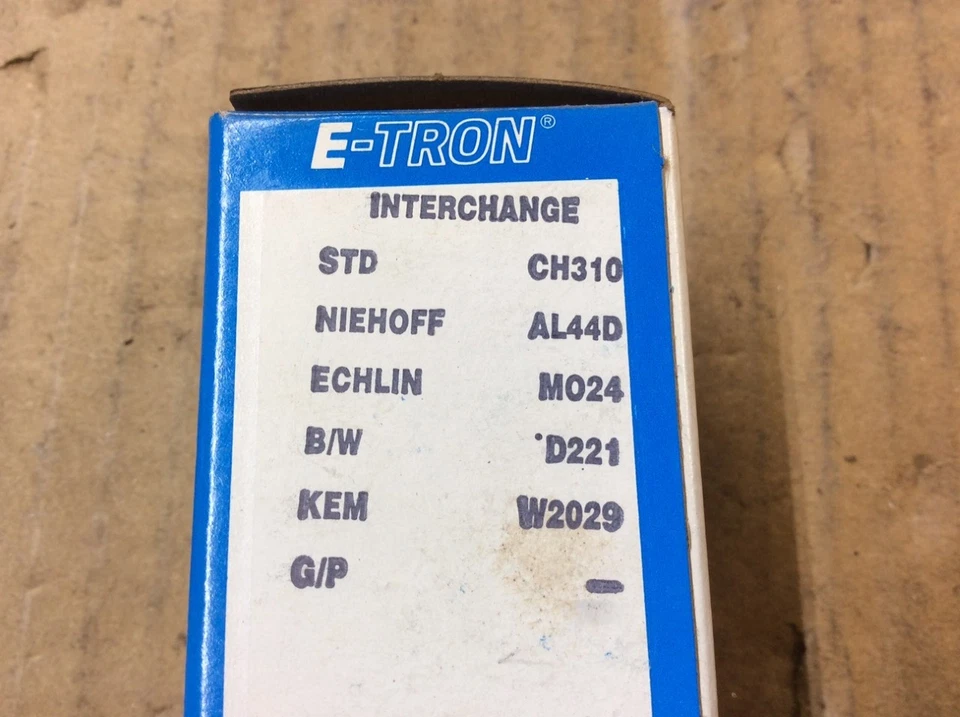 E-TRON®
INTERCHANGE
STD CH310
NIEHOFF AL44D
ECHLIN MO24
B/W D221
KEM W2029
G/P -